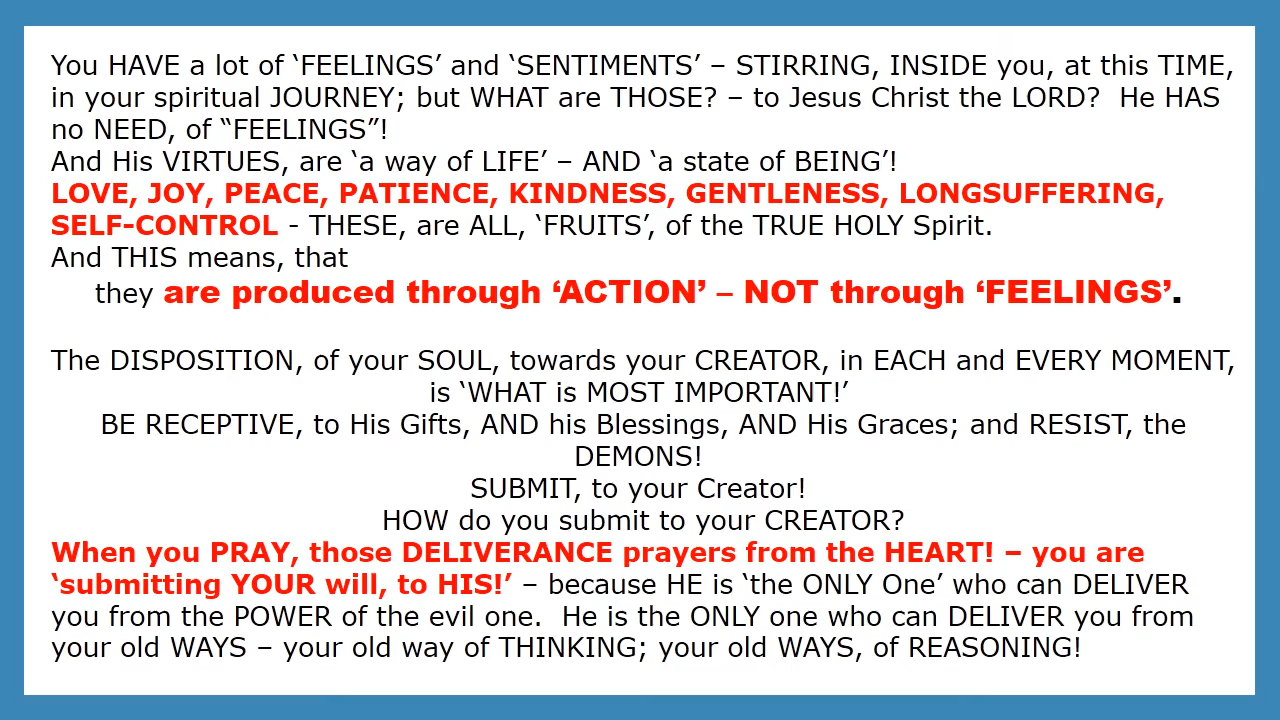 You HAVE a lot of ‘FEELINGS’ and ‘SENTIMENTS’ – STIRRING, INSIDE you, at this TIME,
in your spiritual JOURNEY; but WHAT are THOSE? – to Jesus Christ the LORD?  He HAS
no NEED, of “FEELINGS”!
And His VIRTUES, are ‘a way of LIFE’ – AND ‘a state of BEING’!
LOVE, JOY, PEACE, PATIENCE, KINDNESS, GENTLENESS, LONGSUFFERING,
SELF-CONTROL - THESE, are ALL, ‘FRUITS’, of the TRUE HOLY Spirit.
And THIS means, that
they are produced through ‘ACTION’ – NOT through ‘FEELINGS’.
The DISPOSITION, of your SOUL, towards your CREATOR, in EACH and EVERY MOMENT,
is ‘WHAT is MOST IMPORTANT!’
BE RECEPTIVE, to His Gifts, AND his Blessings, AND His Graces; and RESIST, the
DEMONS!
SUBMIT, to your Creator!
HOW do you submit to your CREATOR?
When you PRAY, those DELIVERANCE prayers from the HEART! – you are
‘submitting YOUR will, to HIS!’ – because HE is ‘the ONLY One’ who can DELIVER
you from the POWER of the evil one.  He is the ONLY one who can DELIVER you from
your old WAYS – your old way of THINKING; your old WAYS, of REASONING!